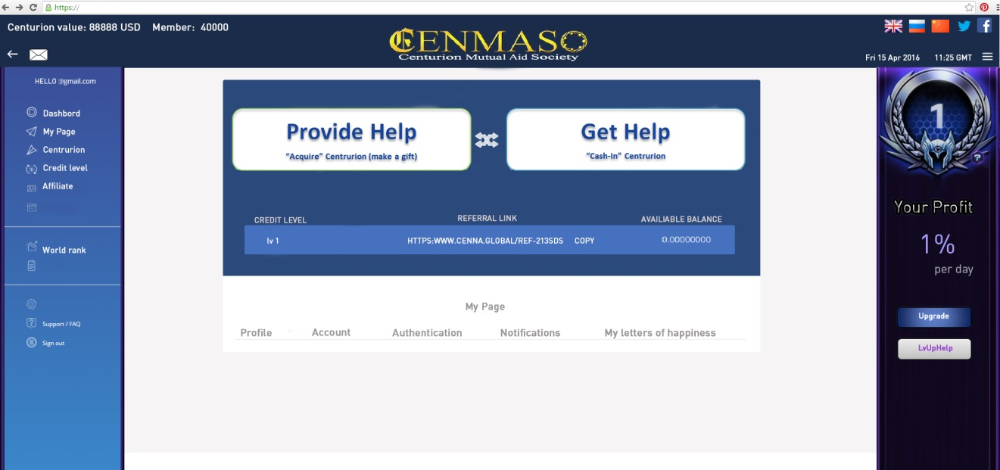 https://
Centurion value: 88888 USD Member: 40000
CENMASO
Centurion Mutual Aid Society
Fri 15 Apr 2016 11:25 GMT
HELLO @gmail.com
Dashbord
My Page
Centurion
Credit level
Affiliate
World rank
Support / FAQ
Sign out
Provide Help
“Acquire” Centurion (make a gift)
Get Help
“Cash-In” Centurion
CREDIT LEVEL REFERRAL LINK AVAILIABLE BALANCE
lv 1 HTTPS:WWW.CENNA.GLOBAL/REF-213SDS COPY 0.00000000
My Page
Profile Account Authentication Notifications My letters of happiness
1
?
Your Profit
1%
per day
Upgrade
LvUpHelp